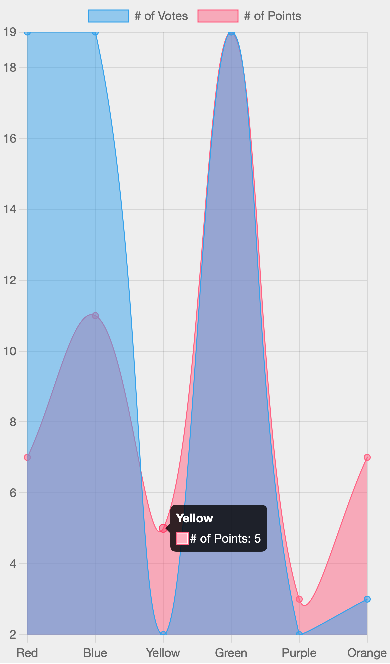 # of Votes # of Points
19
18
16
14
12
10
8
6
Yellow
# of Points: 5
4
2
Red Blue Yellow Green Purple Orange